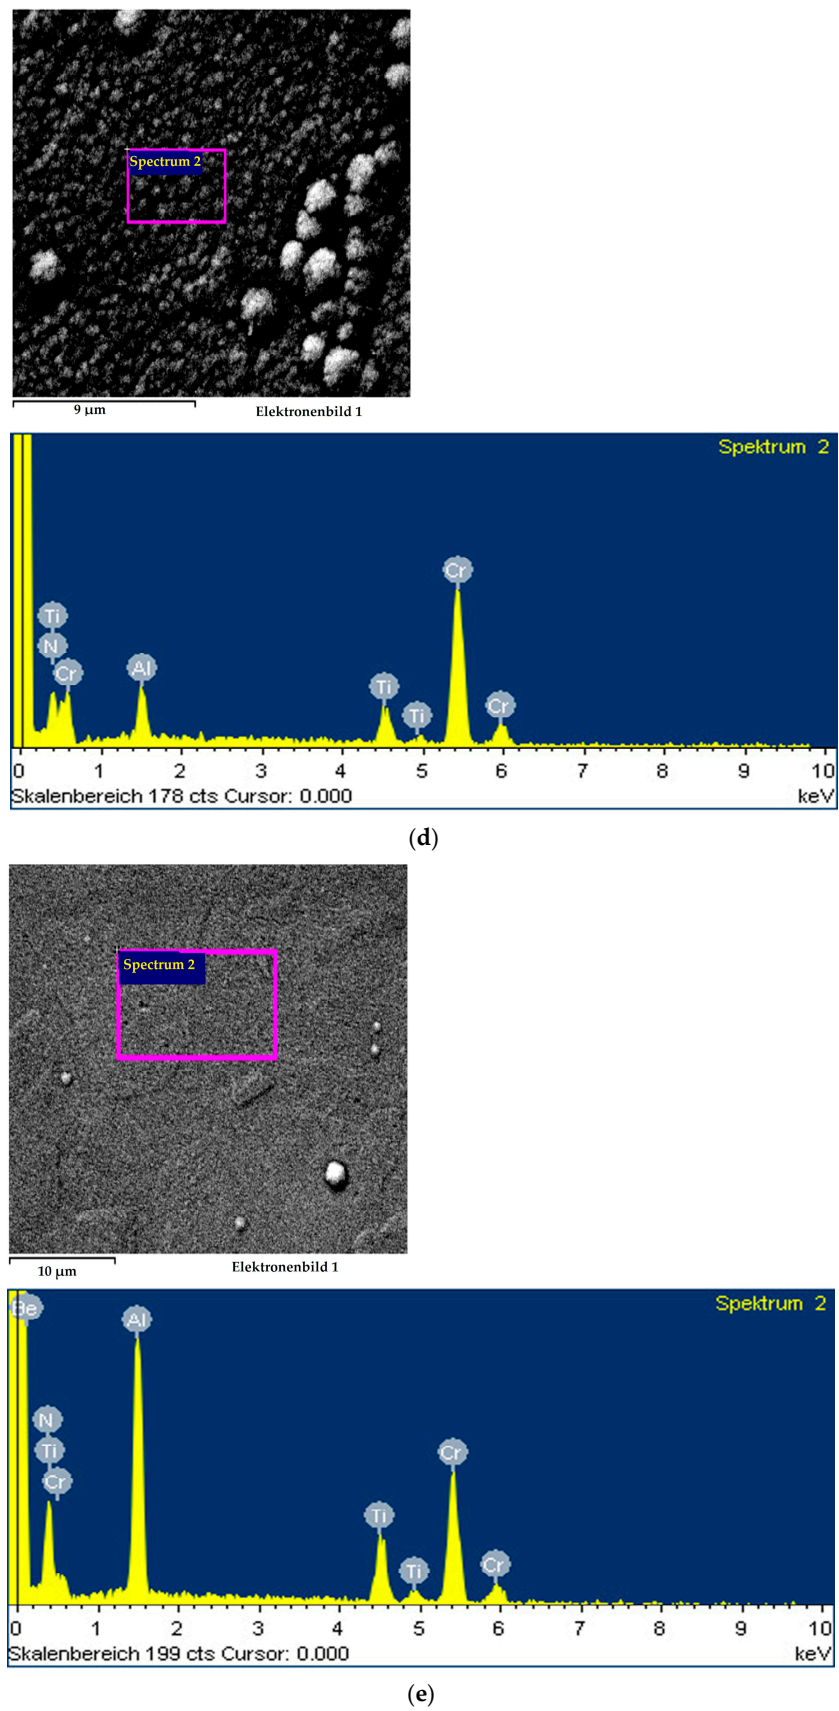 Spectrum 2
9 μm Elektronenbild 1
Spektrum 2
Cr
Ti
N
Cr
Al
Ti
Ti
Cr
0 1 2 3 4 5 6 7 8 9 10
Skalenbereich 178 cts Cursor: 0.000 keV
(d)
Spectrum 2
10 μm Elektronenbild 1
Spektrum 2
Be
Al
N
Ti
Cr
Cr
Ti
Ti
Cr
0 1 2 3 4 5 6 7 8 9 10
Skalenbereich 199 cts Cursor: 0.000 keV
(e)